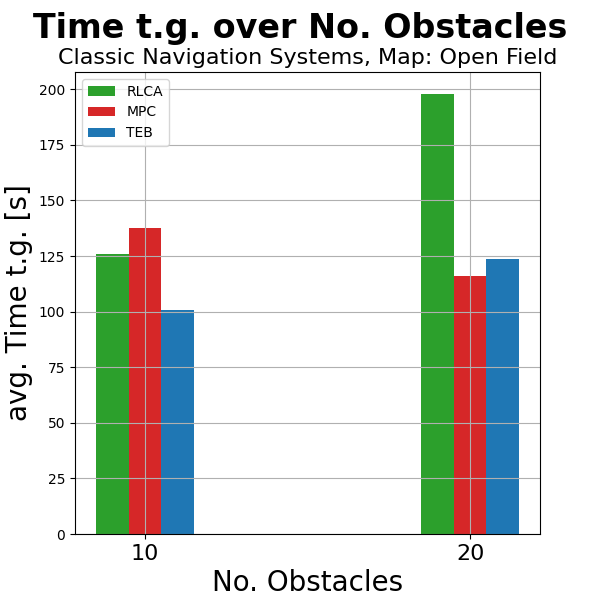 Time t.g. over No. Obstacles
Classic Navigation Systems, Map: Open Field
RLCA
MPC
TEB
avg. Time t.g. [s]
200
175
150
125
100
75
50
25
0
10
20
No. Obstacles